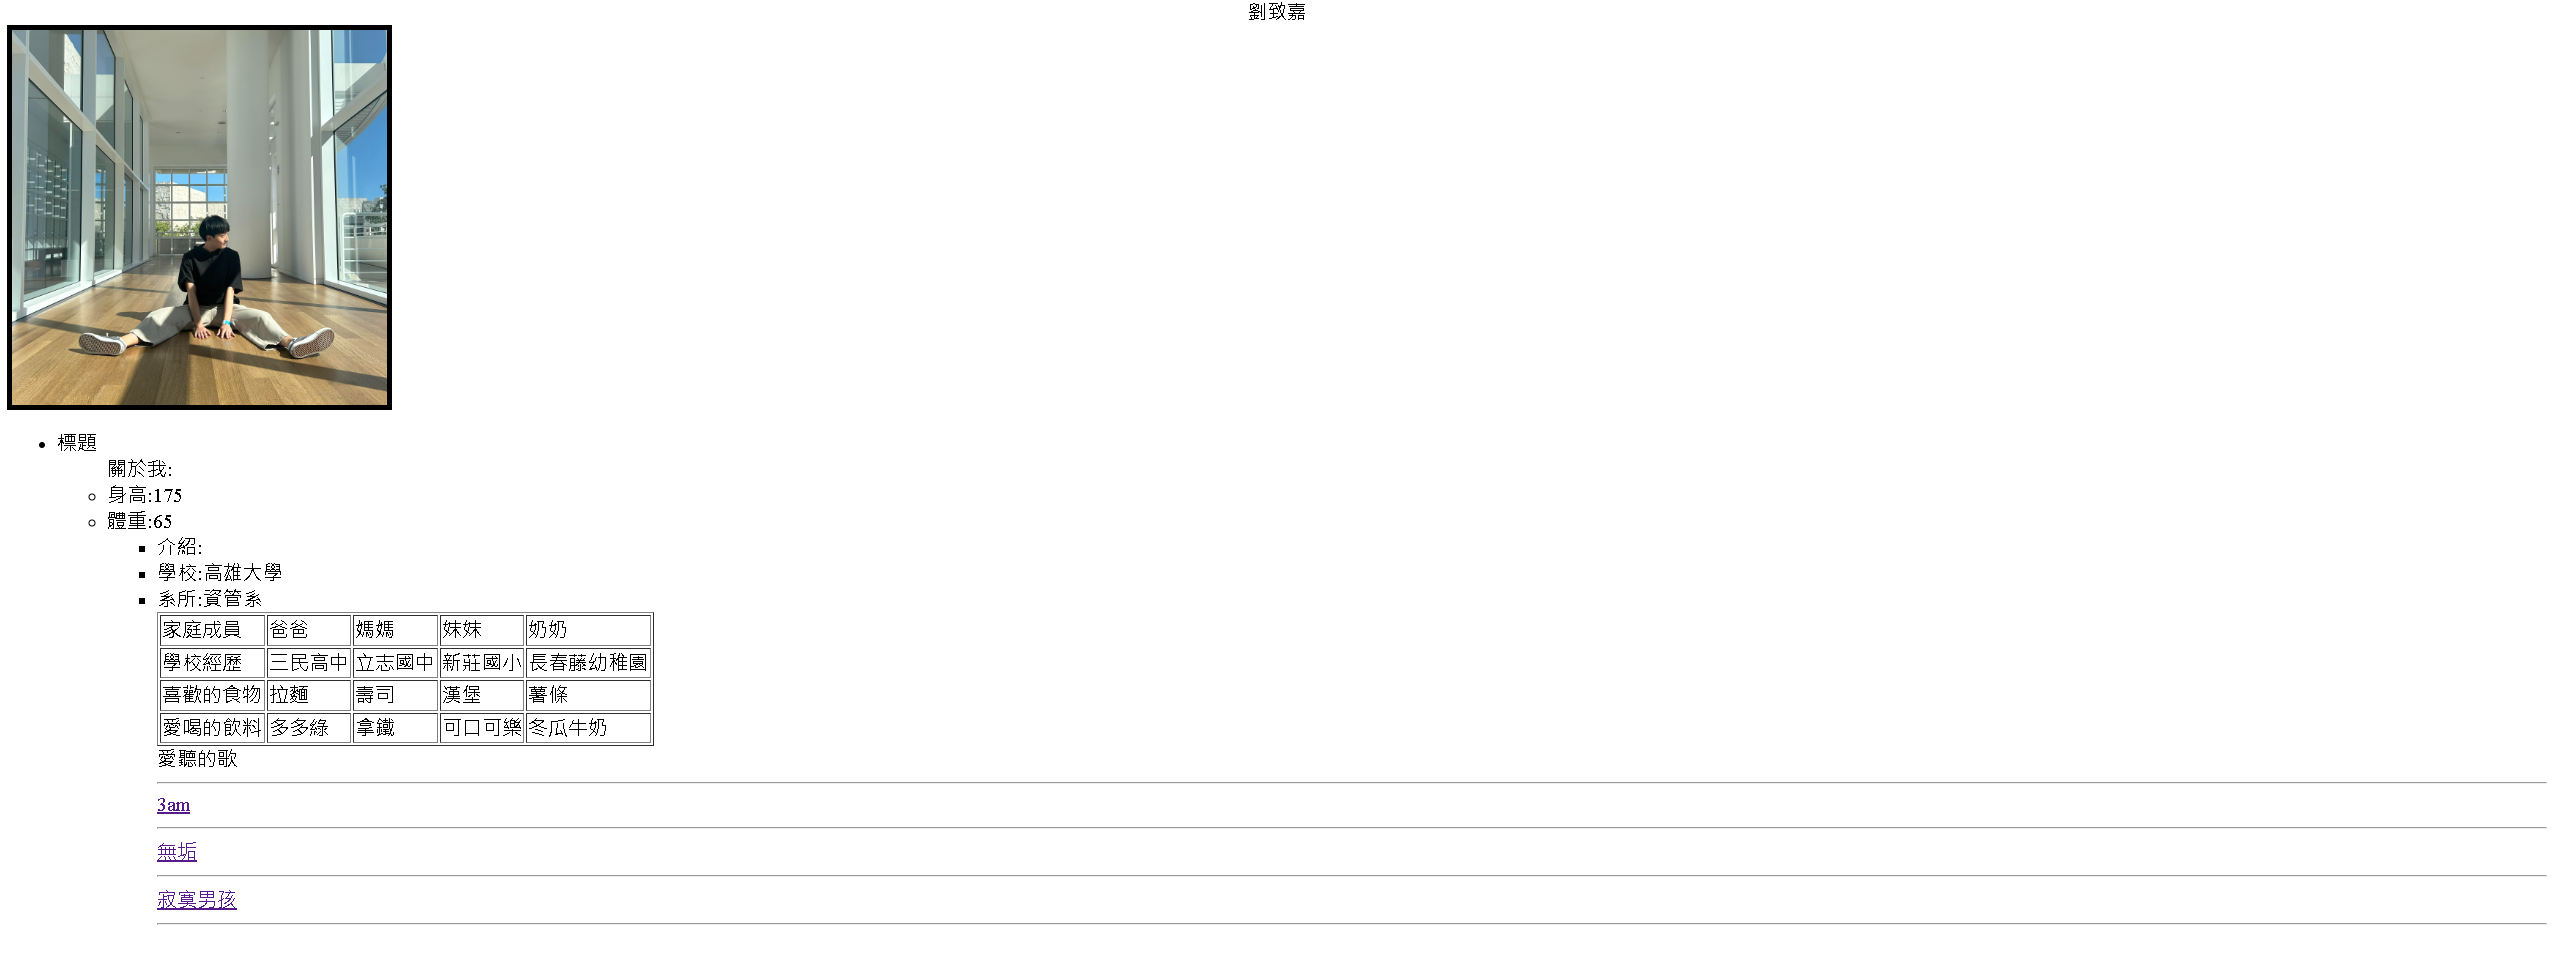 劉致嘉
標題
關於我:
身高:175
體重:65
介紹:
學校:高雄大學
系所:資管系
家庭成員 爸爸 媽媽 妹妹 奶奶
學校經歷 三民高中 立志國中 新莊國小 長春藤幼稚園
喜歡的食物 拉麵 壽司 漢堡 薯條
愛喝的飲料 多多綠 拿鐵 可口可樂 冬瓜牛奶
愛聽的歌
3am
無垢
寂寞男孩